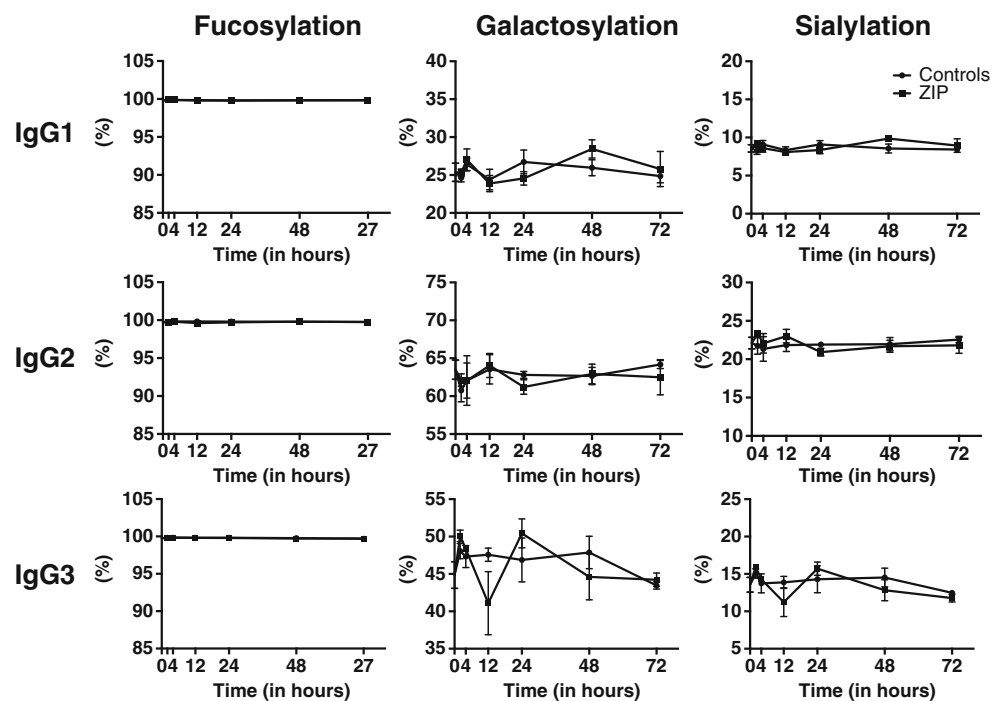 Fucosylation Galactosylation Sialylation
IgG1
(%)
105
100
95
90
85
04 12 24 48 27
Time (in hours)
(%)
40
35
30
25
20
04 12 24 48 72
Time (in hours)
(%)
20
15
10
5
0
04 12 24 48 72
Time (in hours)
Controls
ZIP
IgG2
(%)
105
100
95
90
85
04 12 24 48 27
Time (in hours)
(%)
75
70
65
60
55
04 12 24 48 72
Time (in hours)
(%)
30
25
20
15
10
04 12 24 48 72
Time (in hours)
IgG3
(%)
105
100
95
90
85
04 12 24 48 27
Time (in hours)
(%)
55
50
45
40
35
04 12 24 48 72
Time (in hours)
(%)
25
20
15
10
5
04 12 24 48 72
Time (in hours)